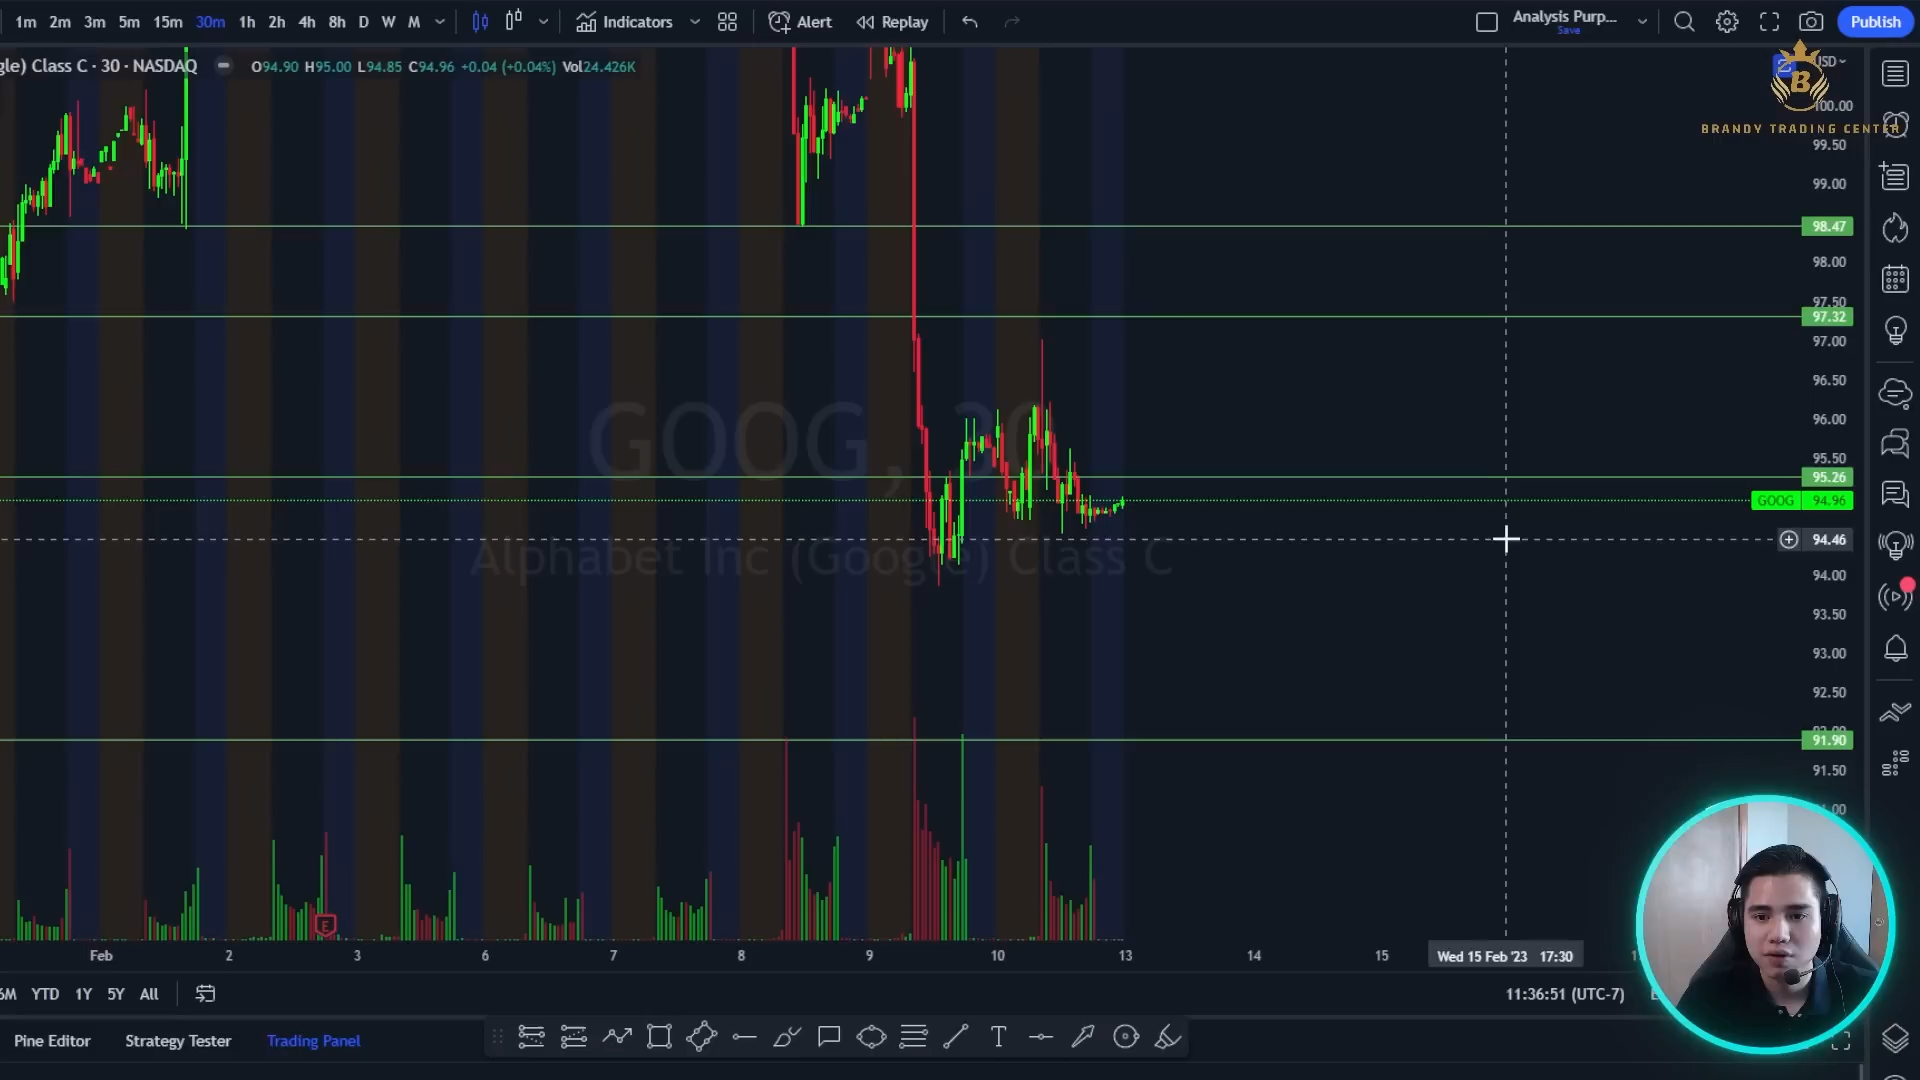 1m 2m 3m 5m 15m 30m 1h 2h 4h 8h D W M Indicators Alert Replay Analysis Purp... Publish
Save
gle) Class C · 30 · NASDAQ O94.90 H95.00 L94.85 C94.96 +0.04 (+0.04%) Vol24.426K
USD
B
100.00
BRANDY TRADING CENTER
99.50
99.00
98.47
98.00
97.50
97.32
97.00
96.50
96.00
GOOG, 30
95.50
95.26
GOOG 94.96
94.46
Alphabet Inc (Google) Class C
94.00
93.50
93.00
92.50
91.90
91.50
E
Feb 2 3 6 7 8 9 10 13 14 15 Wed 15 Feb '23 17:30
6M YTD 1Y 5Y All 11:36:51 (UTC-7)
Pine Editor Strategy Tester Trading Panel T